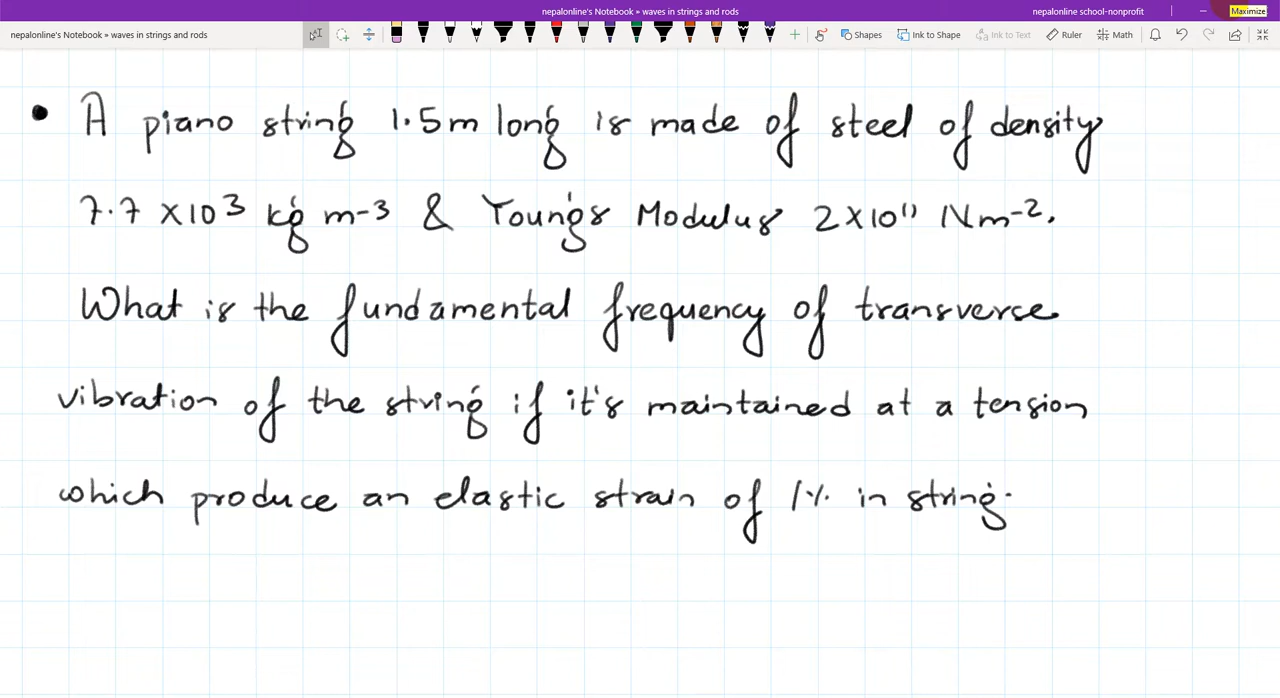 nepalonline's Notebook » waves in strings and rods
nepalonline school-nonprofit
Maximize
nepalonline's Notebook » waves in strings and rods
Shapes
Ink to Shape
Ink to Text
Ruler
Math
• A piano string 1.5m long is made of steel of density
7.7 X10³ kg m-3 & Youngs Modulus 2X10¹¹ Nm⁻².
What is the fundamental frequency of transverse
vibration of the string if it's maintained at a tension
which produce an elastic strain of 1% in string.